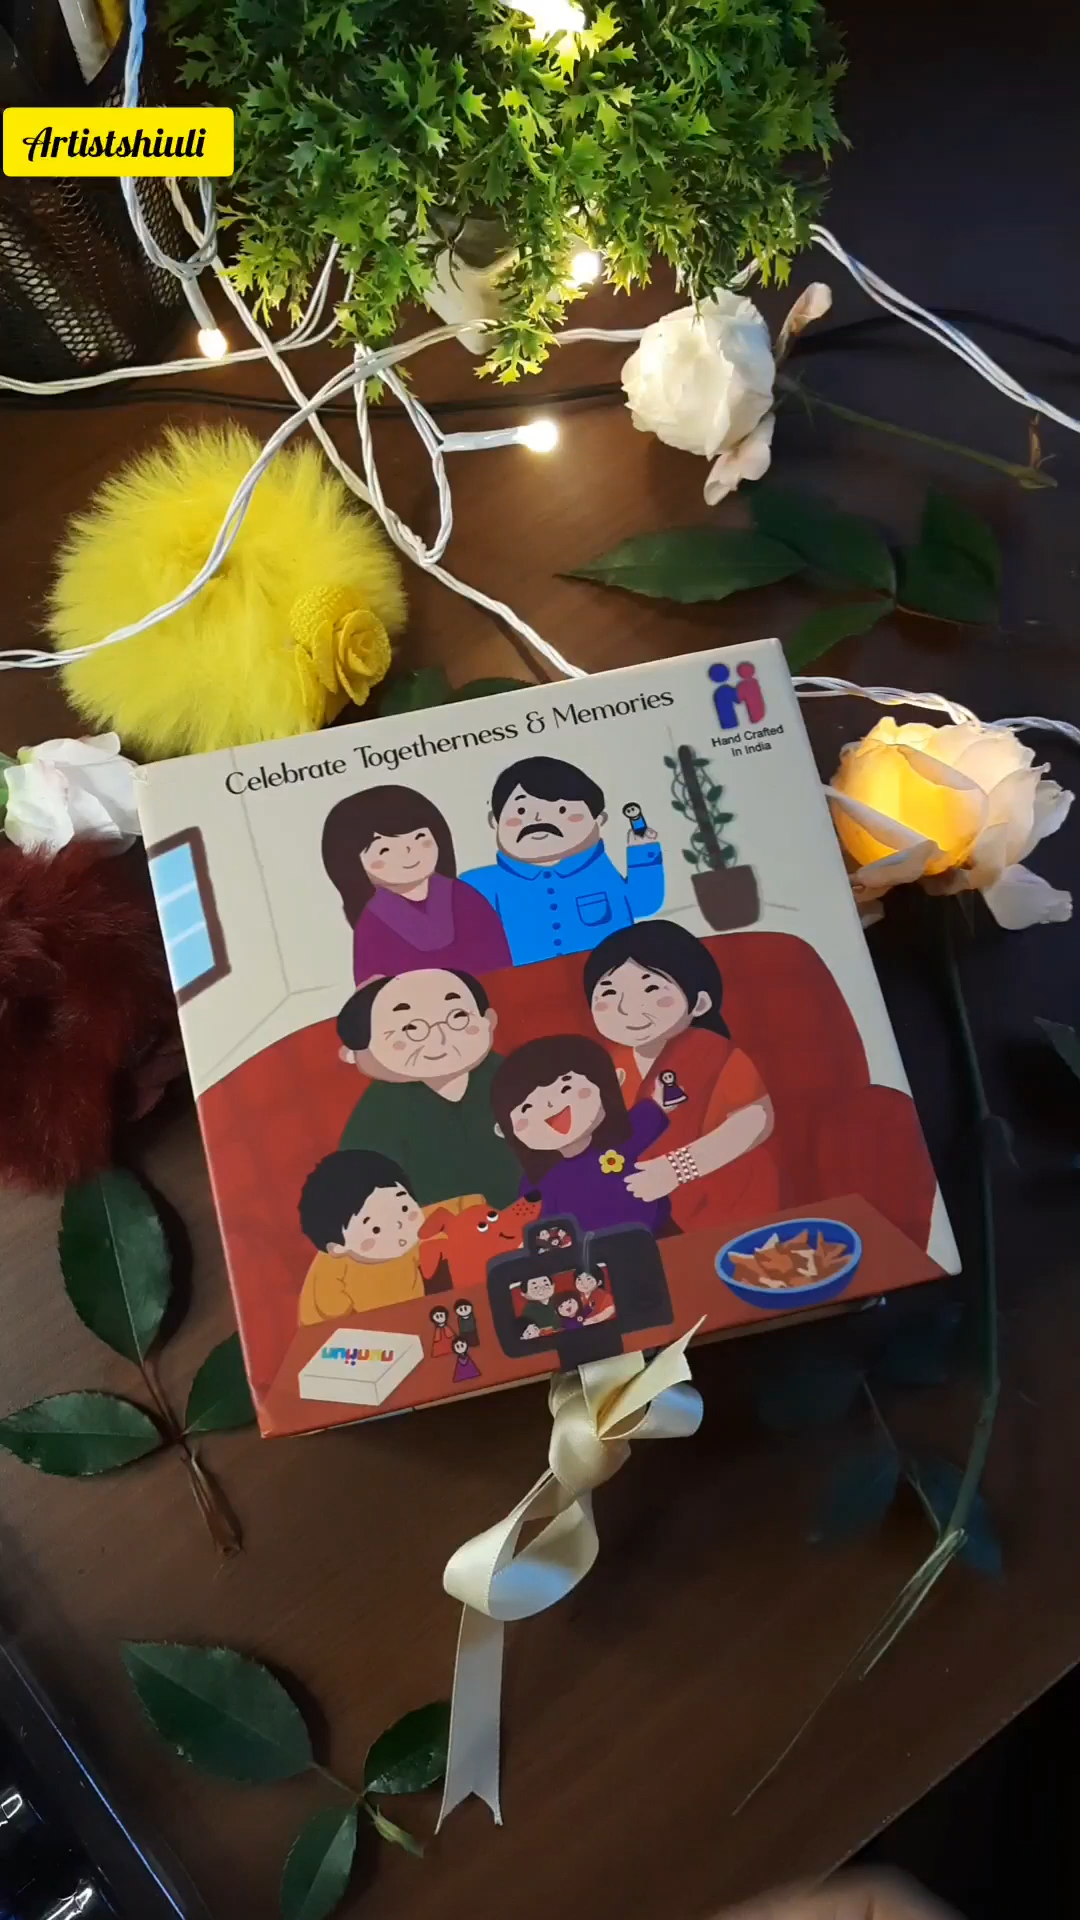 Artistshiuli
Celebrate Togetherness & Memories
Hand Crafted
In India